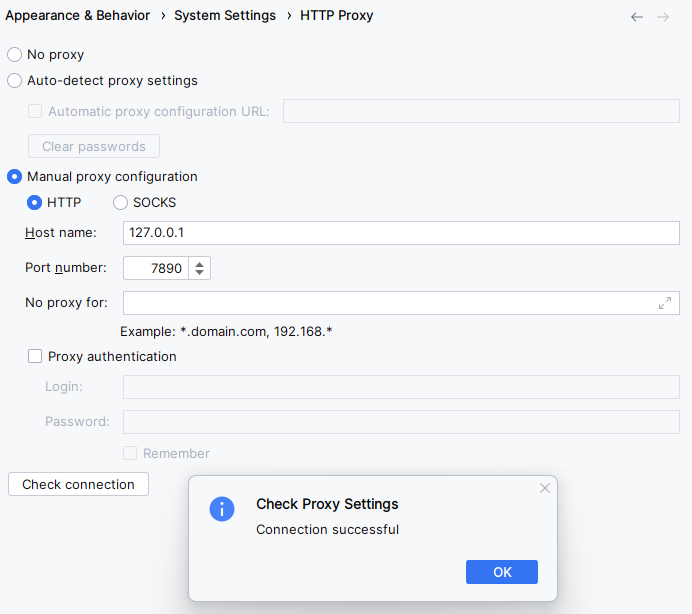 Appearance & Behavior › System Settings › HTTP Proxy
No proxy
Auto-detect proxy settings
Automatic proxy configuration URL:
Clear passwords
Manual proxy configuration
HTTP SOCKS
Host name: 127.0.0.1
Port number: 7890
No proxy for:
Example: *.domain.com, 192.168.*
Proxy authentication
Login:
Password:
Remember
Check connection
Check Proxy Settings
Connection successful
OK